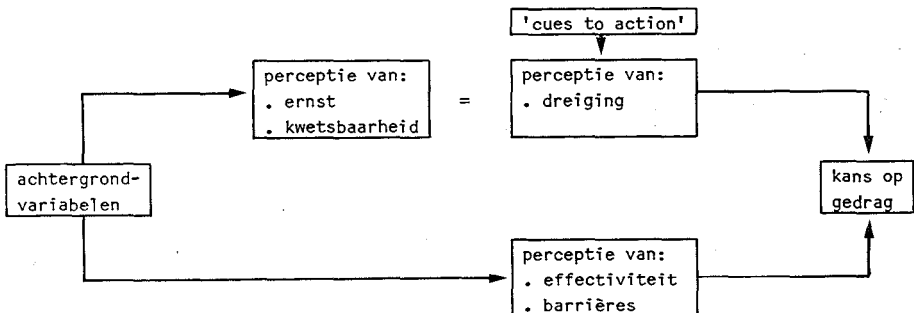 'cues to action'
perceptie van:
. ernst
. kwetsbaarheid
=
perceptie van:
. dreiging
achtergrond-
variabelen
kans op
gedrag
perceptie van:
. effectiviteit
. barrières